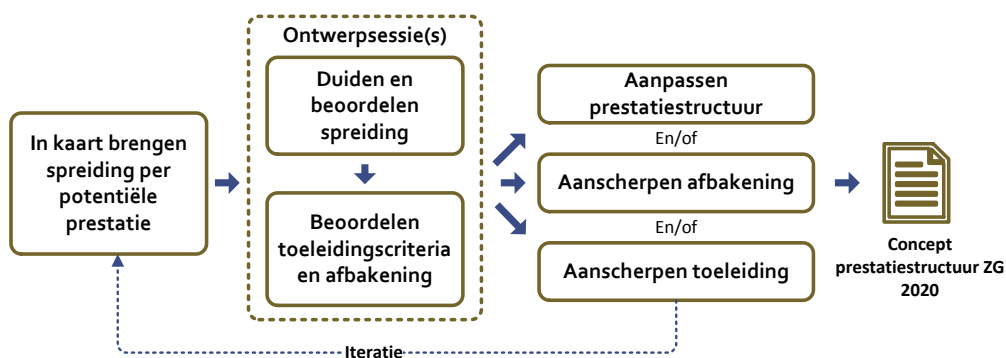 Ontwerpsessie(s)
In kaart brengen
spreiding per
potentiële
prestatie
Duiden en
beoordelen
spreiding
Beoordelen
toeleidingscriteria
en afbakening
Aanpassen
prestatiestructuur
En/of
Aanscherpen afbakening
En/of
Aanscherpen toeleiding
Concept
prestatiestructuur ZG
2020
Iteratie